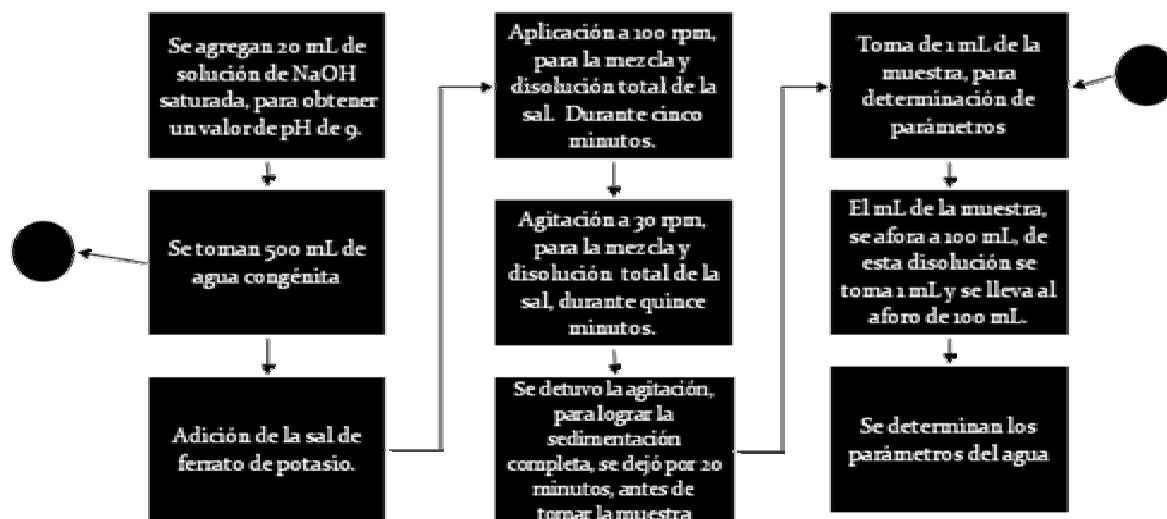 Se agregan 20 mL de
solución de NaOH
saturada, para obtener
un valor de pH de 9.
Se toman 500 mL de
agua congénita
Adición de la sal de
ferrato de potasio.
Aplicación a 100 rpm,
para la mezcla y
disolución total de la
sal. Durante cinco
minutos.
Agitación a 30 rpm,
para la mezcla y
disolución total de la
sal, durante quince
minutos.
Se detuvo la agitación,
para lograr la
sedimentación
completa, se dejó por 20
minutos, antes de
tomar la muestra
Toma de 1 mL de la
muestra, para
determinación de
parámetros
El mL de la muestra,
se afora a 100 mL, de
esta disolución se
toma 1 mL y se lleva al
aforo de 100 mL.
Se determinan los
parámetros del agua